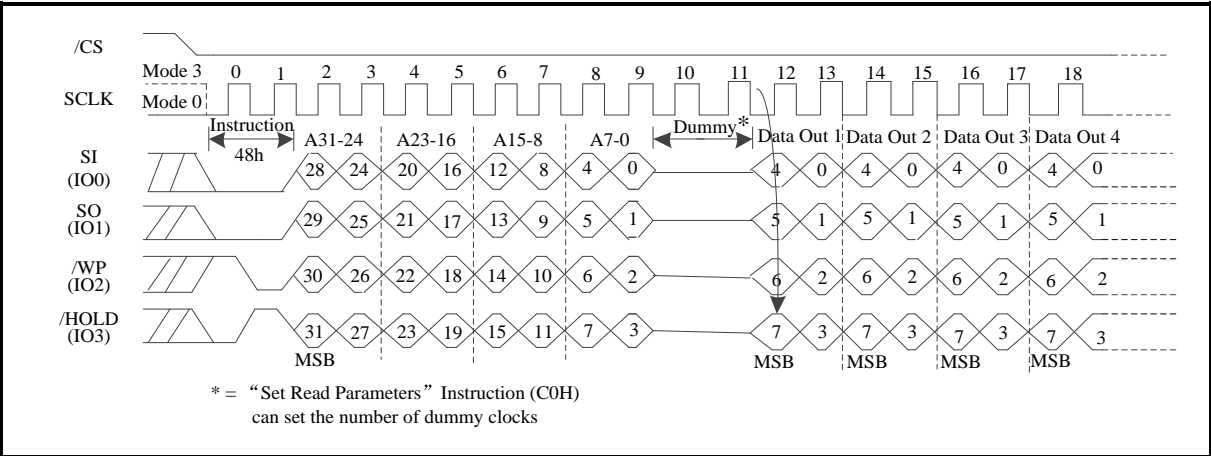 /CS
Mode 3 0 1 2 3 4 5 6 7 8 9 10 11 12 13 14 15 16 17 18
SCLK Mode 0
Instruction A31-24 A23-16 A15-8 A7-0 Dummy* Data Out 1 Data Out 2 Data Out 3 Data Out 4
48h
SI
(IO0) 28 24 20 16 12 8 4 0 4 0 4 0 4 0 4 0
SO
(IO1) 29 25 21 17 13 9 5 1 5 1 5 1 5 1 5 1
/WP
(IO2) 30 26 22 18 14 10 6 2 6 2 6 2 6 2 6 2
/HOLD
(IO3) 31 27 23 19 15 11 7 3 7 3 7 3 7 3 7 3
MSB MSB MSB MSB MSB
* = “Set Read Parameters” Instruction (C0H)
can set the number of dummy clocks